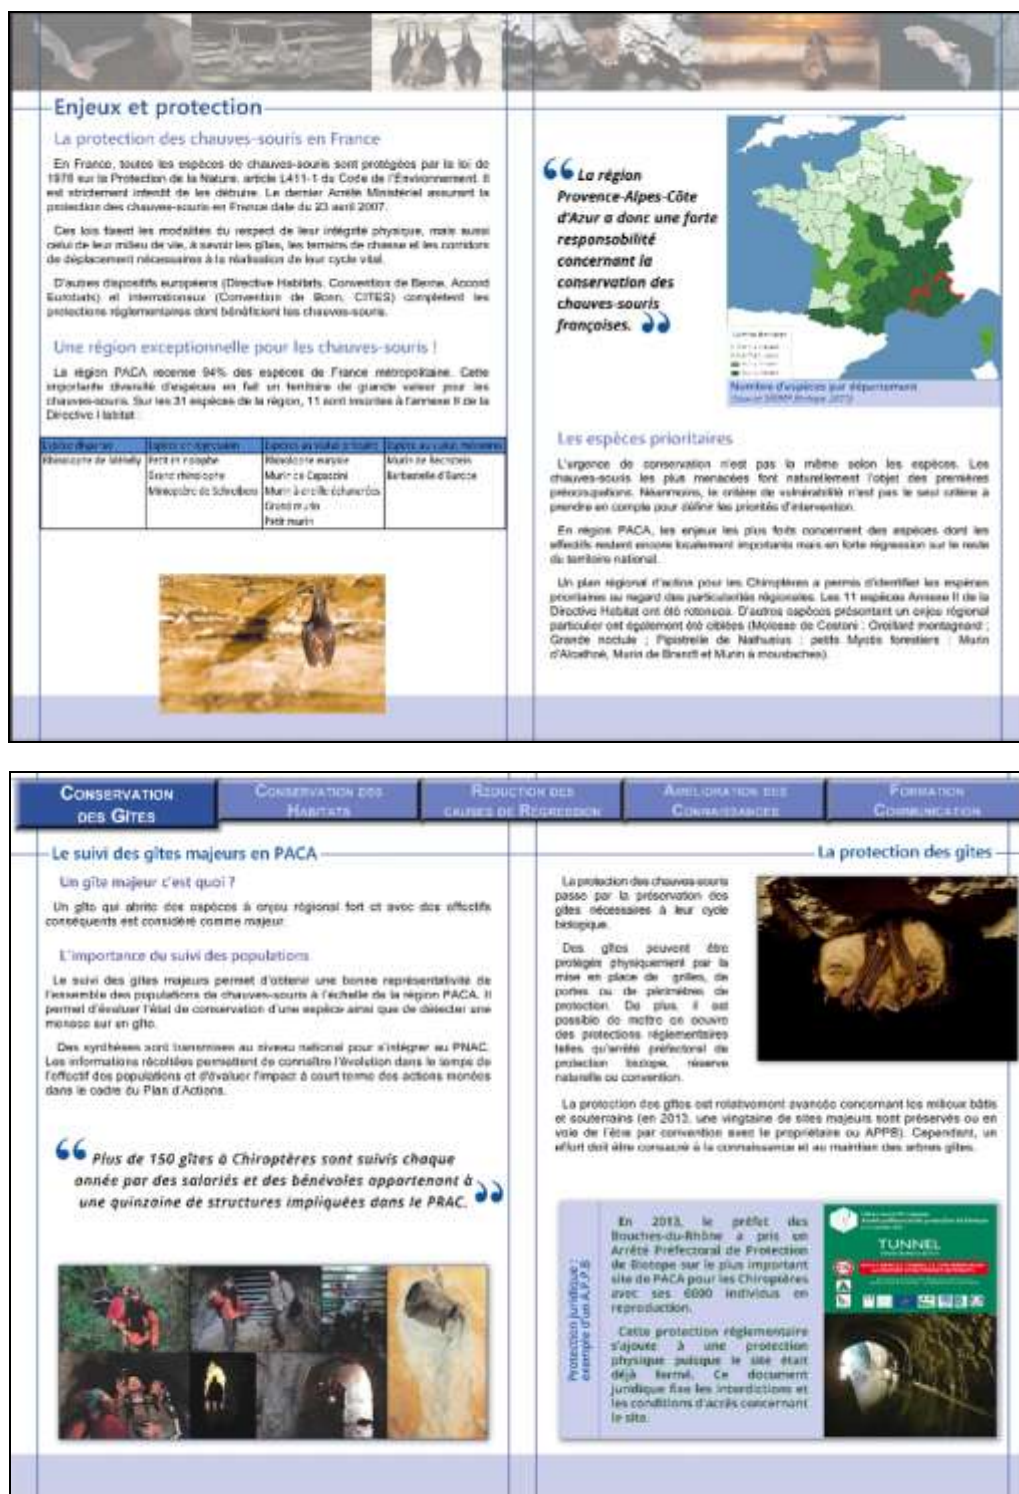 Enjeux et protection
La protection des chauves-souris en France
En France, toutes les espèces de chauves-souris sont protégées par la loi de
1976 sur la Protection de la Nature, article L411-1 du Code de l'Environnement. Il
est strictement interdit de les détruire. Le dernier Arrêté Ministériel assurant la
protection des chauves-souris en France date du 23 avril 2007.
Ces lois fixent les modalités du respect de leur intégrité physique, mais aussi
celui de leur milieu de vie, à savoir les gîtes, les terrains de chasse et les corridors
de déplacement nécessaires à la réalisation de leur cycle vital.
D'autres dispositifs européens (Directive Habitats, Convention de Berne, Accord
Eurobats) et internationaux (Convention de Bonn, CITES) complètent les
protections réglementaires dont bénéficient les chauves-souris.
Une région exceptionnelle pour les chauves-souris !
La région PACA recense 94% des espèces de France métropolitaine. Cette
importante diversité d'espèces en fait un territoire de grande valeur pour les
chauves-souris. Sur les 31 espèces de la région, 11 sont inscrites à l'annexe II de la
Directive Habitat :
Rhinolophe de Méhely
Petit rhinolophe
Grand rhinolophe
Minioptère de Schreibers
Rhinolophe euryale
Murin de Capaccini
Murin à oreille échancrées
Grand murin
Petit murin
Murin de Bechstein
Barbastelle d'Europe
“ La région
Provence-Alpes-Côte
d'Azur a donc une forte
responsabilité
concernant la
conservation des
chauves-souris
françaises. ”
Nombre d'espèces par département
Les espèces prioritaires
L'urgence de conservation n'est pas la même selon les espèces. Les
chauves-souris les plus menacées font naturellement l'objet des premières
préoccupations. Néanmoins, le critère de vulnérabilité n'est pas le seul critère à
prendre en compte pour définir les priorités d'intervention.
En région PACA, les enjeux les plus forts concernent des espèces dont les
effectifs restent encore localement importants mais en forte régression sur le reste
du territoire national.
Un plan régional d'action pour les Chiroptères a permis d'identifier les espèces
prioritaires au regard des particularités régionales. Les 11 espèces Annexe II de la
Directive Habitat ont été retenues. D'autres espèces présentant un enjeu régional
particulier ont également été ciblées (Molosse de Cestoni ; Oreillard montagnard ;
Grande noctule ; Pipistrelle de Nathusius ; petits Myotis forestiers : Murin
d'Alcathoé, Murin de Brandt et Murin à moustaches).
CONSERVATION DES GÎTES
CONSERVATION DES HABITATS
RÉDUCTION DES CAUSES DE RÉGRESSION
AMÉLIORATION DES CONNAISSANCES
FORMATION COMMUNICATION
Le suivi des gîtes majeurs en PACA
Un gîte majeur c'est quoi ?
Un gîte qui abrite des espèces à enjeu régional fort et avec des effectifs
conséquents est considéré comme majeur.
L'importance du suivi des populations
Le suivi des gîtes majeurs permet d'obtenir une bonne représentativité de
l'ensemble des populations de chauves-souris à l'échelle de la région PACA. Il
permet d'évaluer l'état de conservation d'une espèce ainsi que de détecter une
menace sur un gîte.
Des synthèses sont transmises au niveau national pour s'intégrer au PNAC.
Les informations récoltées permettent de connaître l'évolution dans le temps de
l'effectif des populations et d'évaluer l'impact à court terme des actions menées
dans le cadre du Plan d'Actions.
“ Plus de 150 gîtes à Chiroptères sont suivis chaque
année par des salariés et des bénévoles appartenant à
une quinzaine de structures impliquées dans le PRAC. ”
La protection des gîtes
La protection des chauves-souris
passe par la préservation des
gîtes nécessaires à leur cycle
biologique.
Des gîtes peuvent être
protégés physiquement par la
mise en place de grilles, de
portes ou de périmètres de
protection. De plus, il est
possible de mettre en oeuvre
des protections réglementaires
telles qu'arrêté préfectoral de
protection biotope, réserve
naturelle ou convention.
La protection des gîtes est relativement avancée concernant les milieux bâtis
et souterrains (en 2013, une vingtaine de sites majeurs sont préservés ou en
voie de l'être par convention avec le propriétaire ou APPB). Cependant, un
effort doit être consacré à la connaissance et au maintien des arbres gîtes.
Protection juridique :
exemple d'un A.P.P.B
En 2013, le préfet des
Bouches-du-Rhône a pris un
Arrêté Préfectoral de Protection
de Biotope sur le plus important
site de PACA pour les Chiroptères
avec ses 6000 individus en
reproduction.
Cette protection réglementaire
s'ajoute à une protection
physique puisque le site était
déjà fermé. Ce document
juridique fixe les interdictions et
les conditions d'accès concernant
le site.
TUNNEL